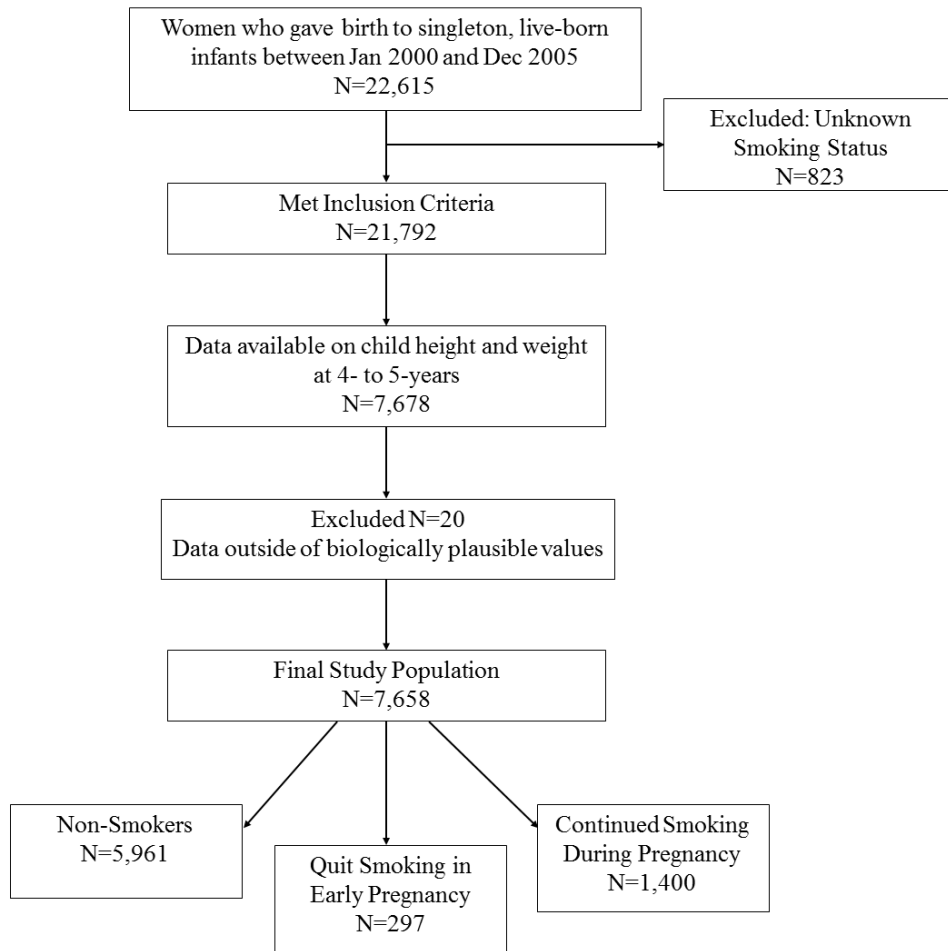 Women who gave birth to singleton, live-born
infants between Jan 2000 and Dec 2005
N=22,615
Excluded: Unknown
Smoking Status
N=823
Met Inclusion Criteria
N=21,792
Data available on child height and weight
at 4- to 5-years
N=7,678
Excluded N=20
Data outside of biologically plausible values
Final Study Population
N=7,658
Non-Smokers
N=5,961
Quit Smoking in
Early Pregnancy
N=297
Continued Smoking
During Pregnancy
N=1,400